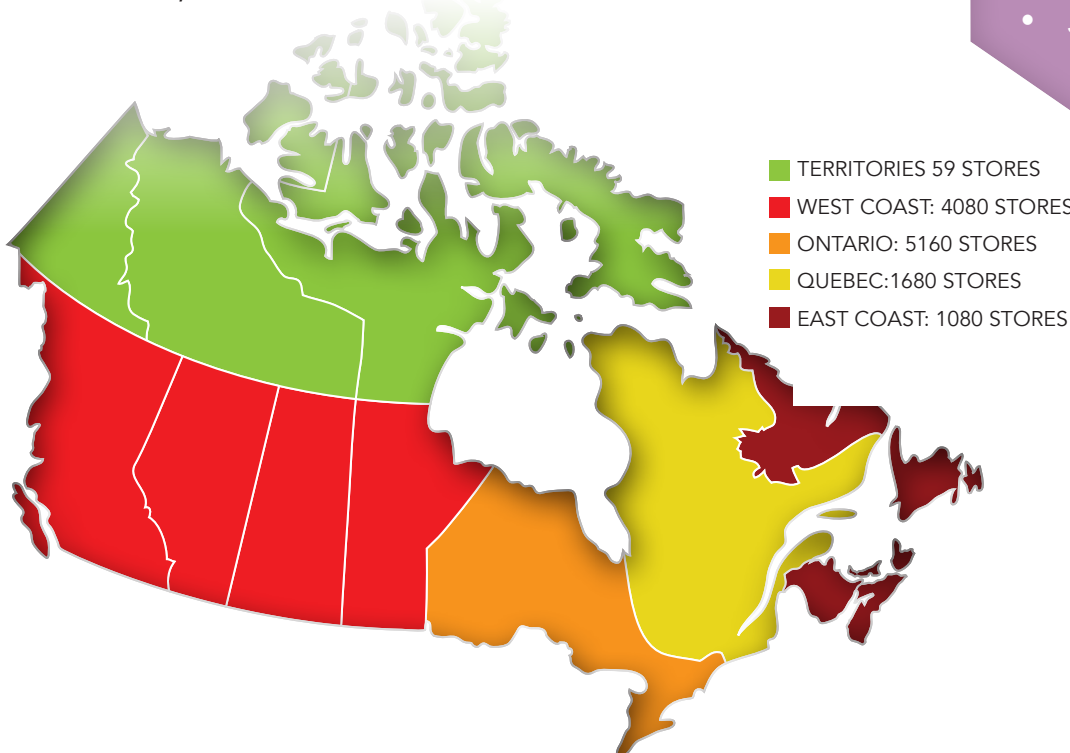 TERRITORIES 59 STORES
WEST COAST: 4080 STORES
ONTARIO: 5160 STORES
QUEBEC:1680 STORES
EAST COAST: 1080 STORES